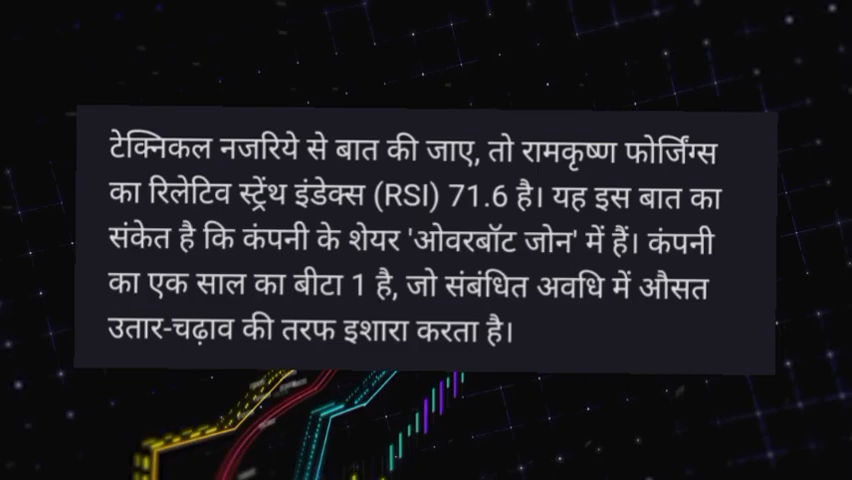 टेक्निकल नजरिये से बात की जाए, तो रामकृष्ण फोर्जिंग्स
का रिलेटिव स्ट्रेंथ इंडेक्स (RSI) 71.6 है। यह इस बात का
संकेत है कि कंपनी के शेयर 'ओवरबॉट जोन' में हैं। कंपनी
का एक साल का बीटा 1 है, जो संबंधित अवधि में औसत
उतार-चढ़ाव की तरफ इशारा करता है।